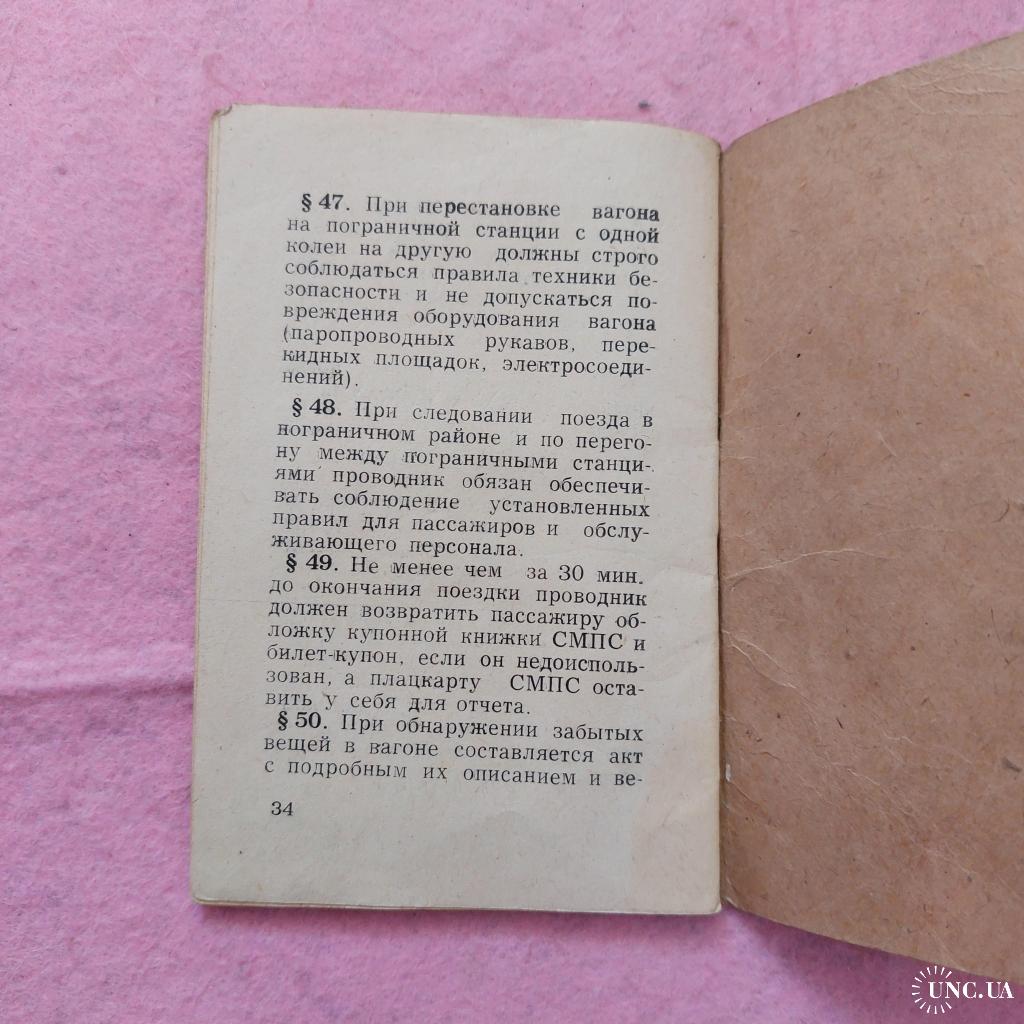 § 47. При перестановке вагона
на пограничной станции с одной
колеи на другую должны строго
соблюдаться правила техники бе-
зопасности и не допускаться по-
вреждения оборудования вагона
(паропроводных рукавов, пере-
кидных площадок, электросоеди-
нений).
§ 48. При следовании поезда в
пограничном районе и по перего-
ну между пограничными станци-
ями проводник обязан обеспечи-
вать соблюдение установленных
правил для пассажиров и обслу-
живающего персонала.
§ 49. Не менее чем за 30 мин.
до окончания поездки проводник
должен возвратить пассажиру об-
ложку купонной книжки СМПС и
билет-купон, если он недоисполь-
зован, а плацкарту СМПС оста-
вить у себя для отчета.
§ 50. При обнаружении забытых
вещей в вагоне составляется акт
с подробным их описанием и ве-
34
UNC.UA